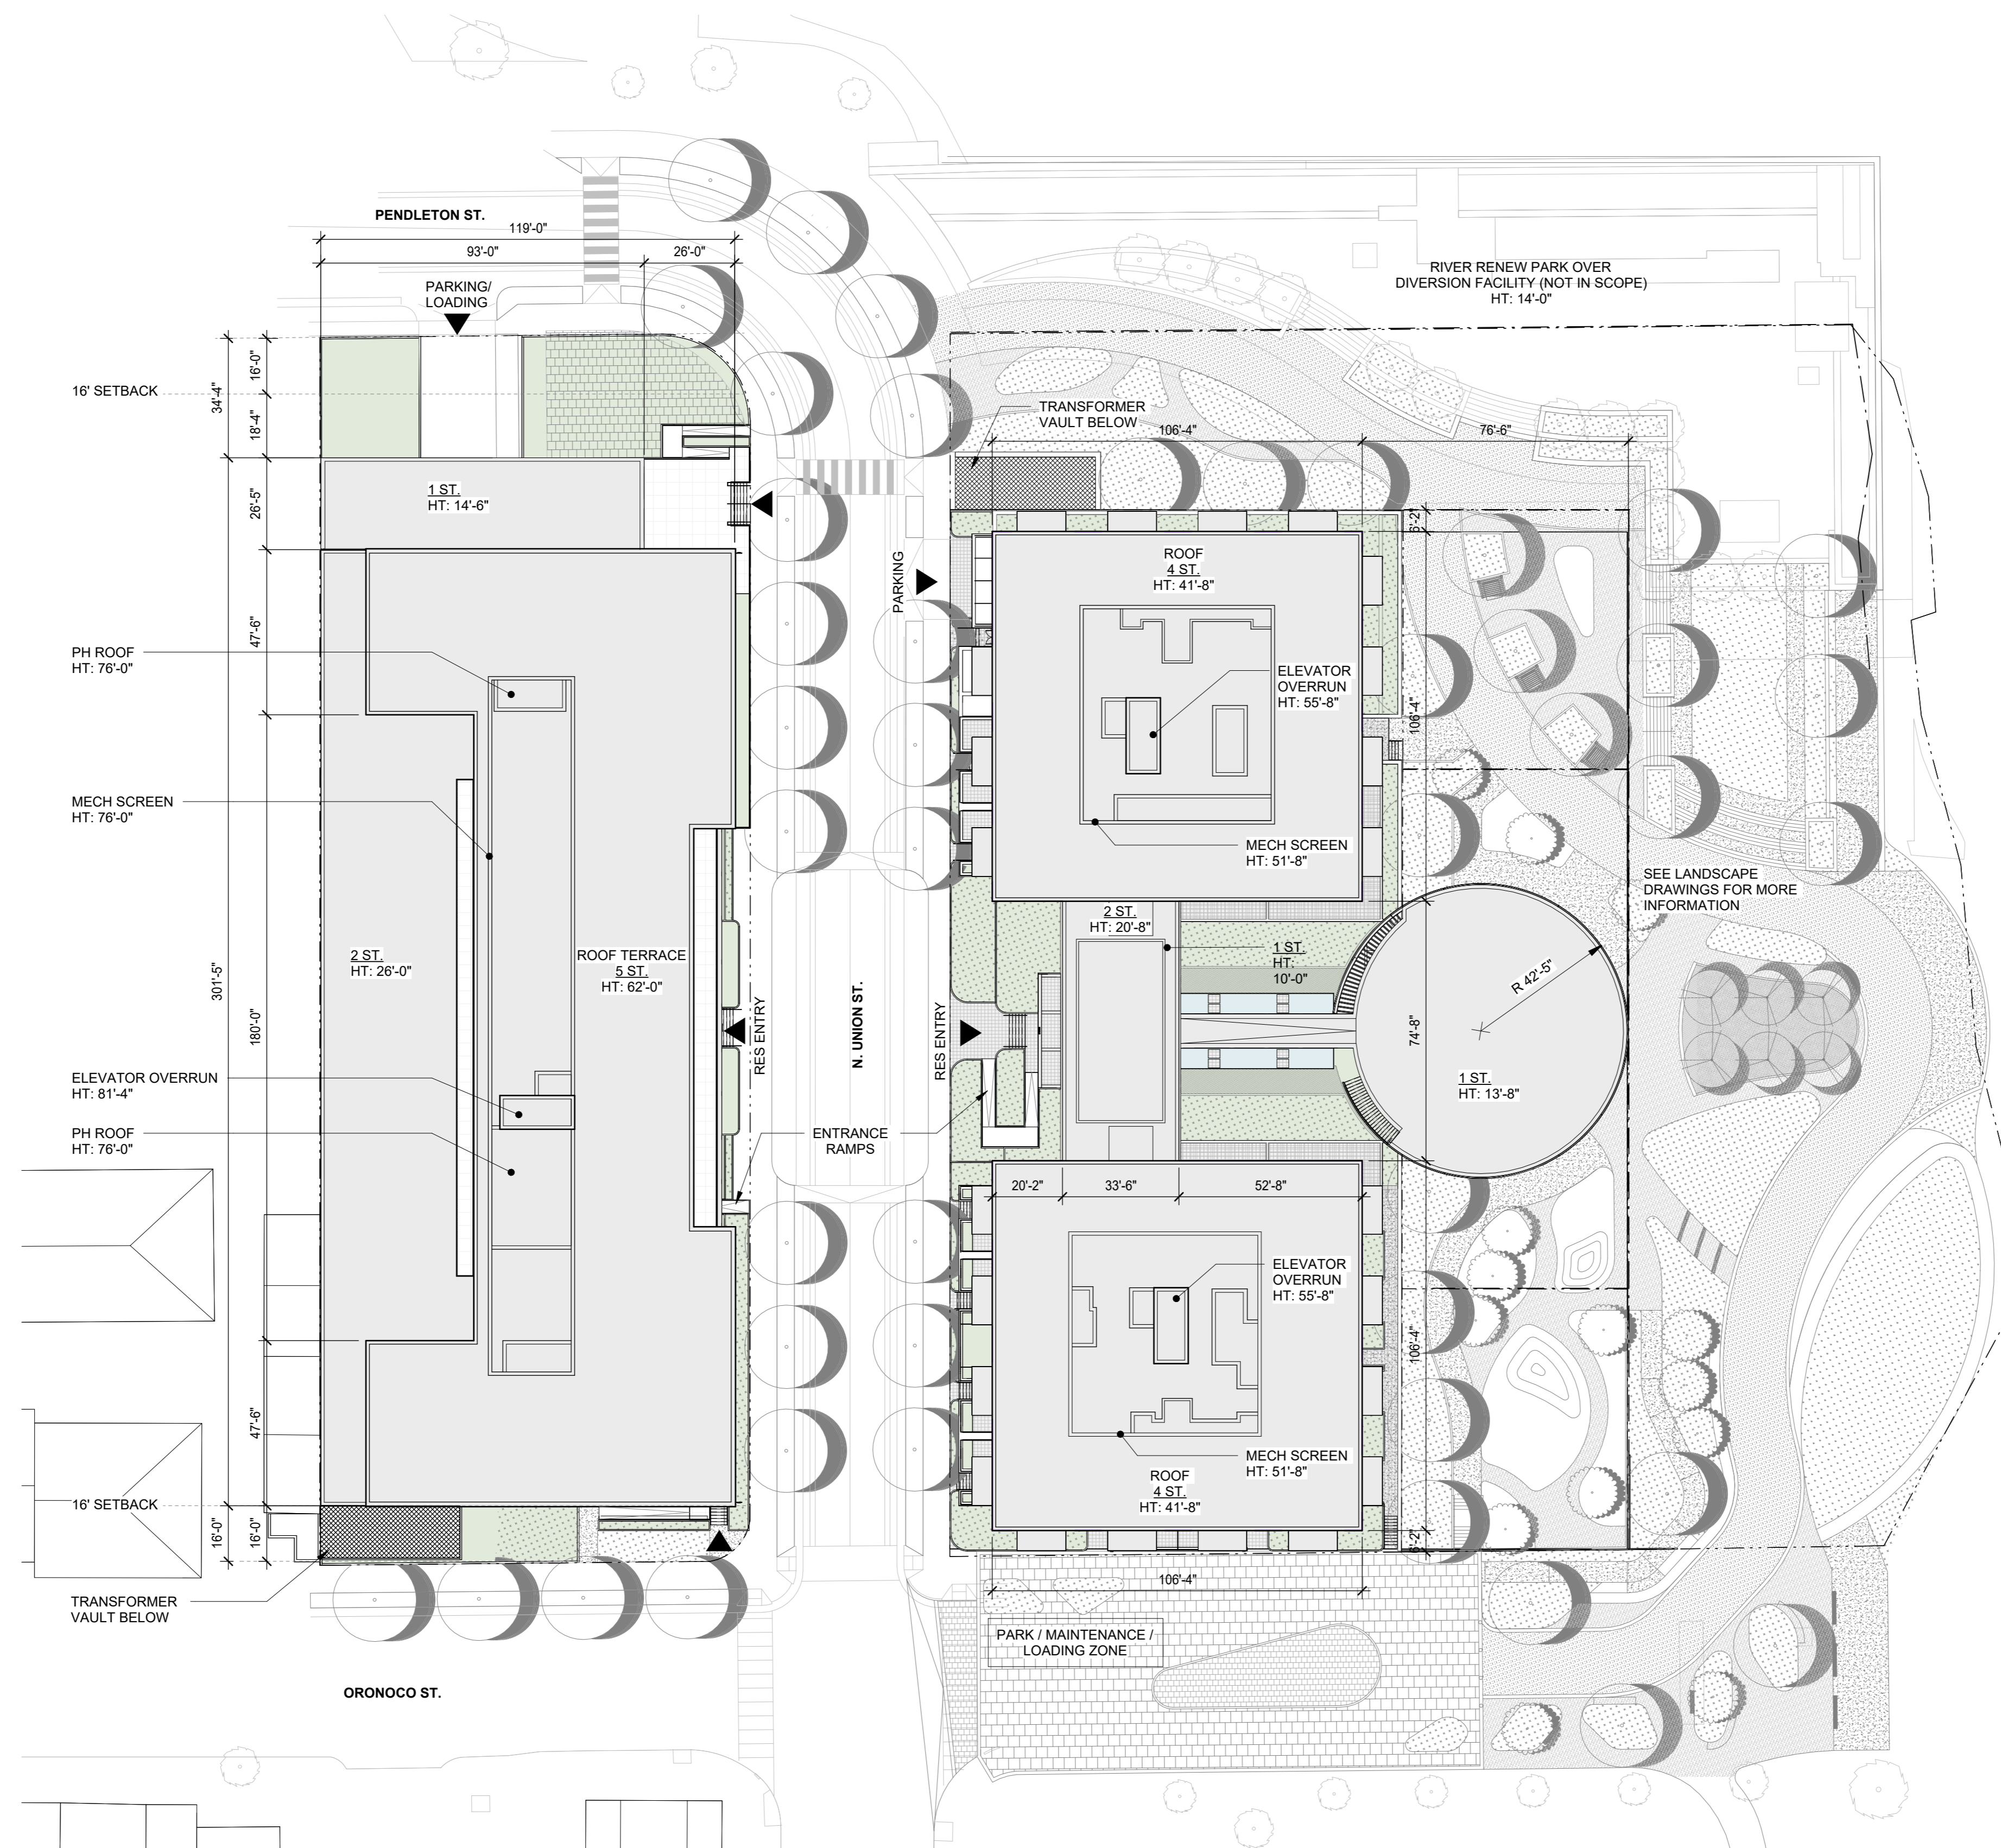 PENDLETON ST.
119'-0"
93'-0"
26'-0"
PARKING/
LOADING
16' SETBACK
34'-4"
16'-0"
18'-4"
26'-5"
1 ST.
HT: 14'-6"
47'-6"
PH ROOF
HT: 76'-0"
MECH SCREEN
HT: 76'-0"
301'-5"
180'-0"
2 ST.
HT: 26'-0"
ROOF TERRACE
5 ST.
HT: 62'-0"
ELEVATOR OVERRUN
HT: 81'-4"
PH ROOF
HT: 76'-0"
47'-6"
16' SETBACK
16'-0"
16'-0"
TRANSFORMER
VAULT BELOW
ORONOCO ST.
RES ENTRY
N. UNION ST.
RES ENTRY
ENTRANCE
RAMPS
PARKING
RIVER RENEW PARK OVER
DIVERSION FACILITY (NOT IN SCOPE)
HT: 14'-0"
TRANSFORMER
VAULT BELOW
106'-4"
76'-6"
6'-2"
ROOF
4 ST.
HT: 41'-8"
ELEVATOR
OVERRUN
HT: 55'-8"
106'-4"
MECH SCREEN
HT: 51'-8"
SEE LANDSCAPE
DRAWINGS FOR MORE
INFORMATION
2 ST.
HT: 20'-8"
1 ST.
HT:
10'-0"
R 42'-5"
74'-8"
1 ST.
HT: 13'-8"
20'-2"
33'-6"
52'-8"
ELEVATOR
OVERRUN
HT: 55'-8"
106'-4"
MECH SCREEN
HT: 51'-8"
ROOF
4 ST.
HT: 41'-8"
6'-2"
106'-4"
PARK / MAINTENANCE /
LOADING ZONE